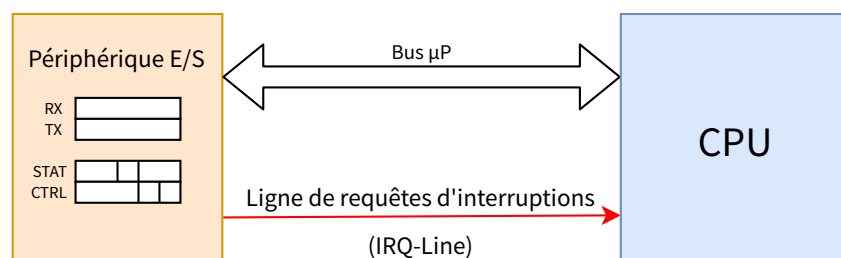 Périphérique E/S
RX
TX
STAT
CTRL
Bus µP
Ligne de requêtes d'interruptions
(IRQ-Line)
CPU